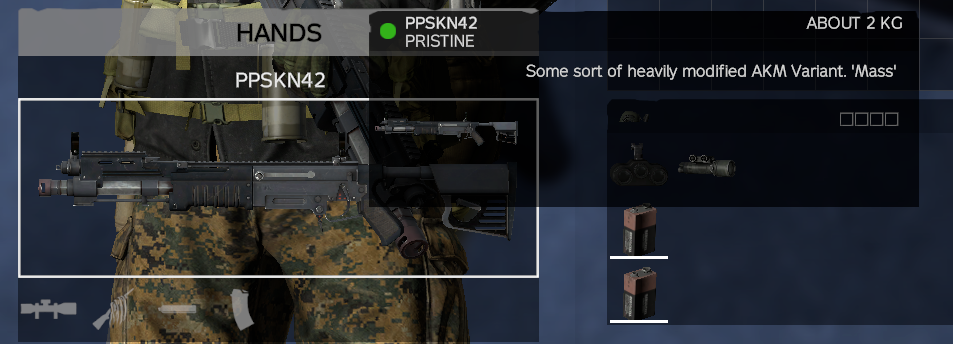 HANDS
PPSKN42
PPSKN42
PRISTINE
ABOUT 2 KG
Some sort of heavily modified AKM Variant. 'Mass'